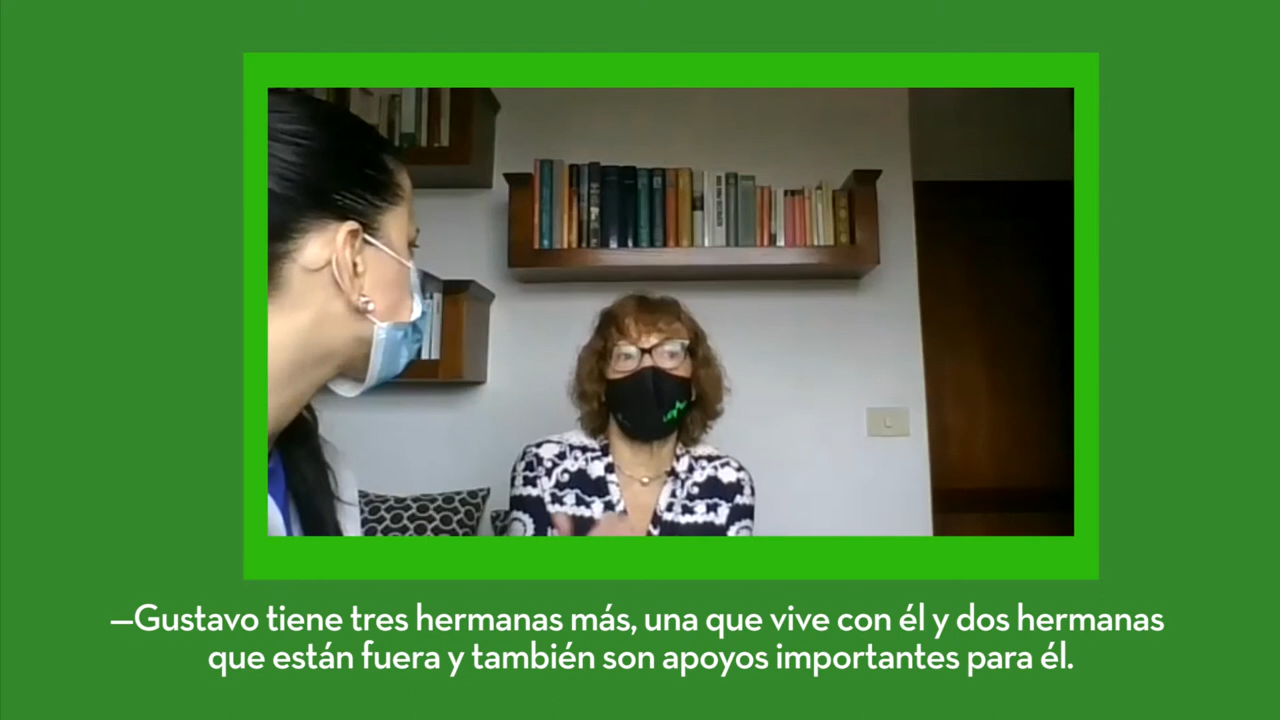 —Gustavo tiene tres hermanas más, una que vive con él y dos hermanas
que están fuera y también son apoyos importantes para él.